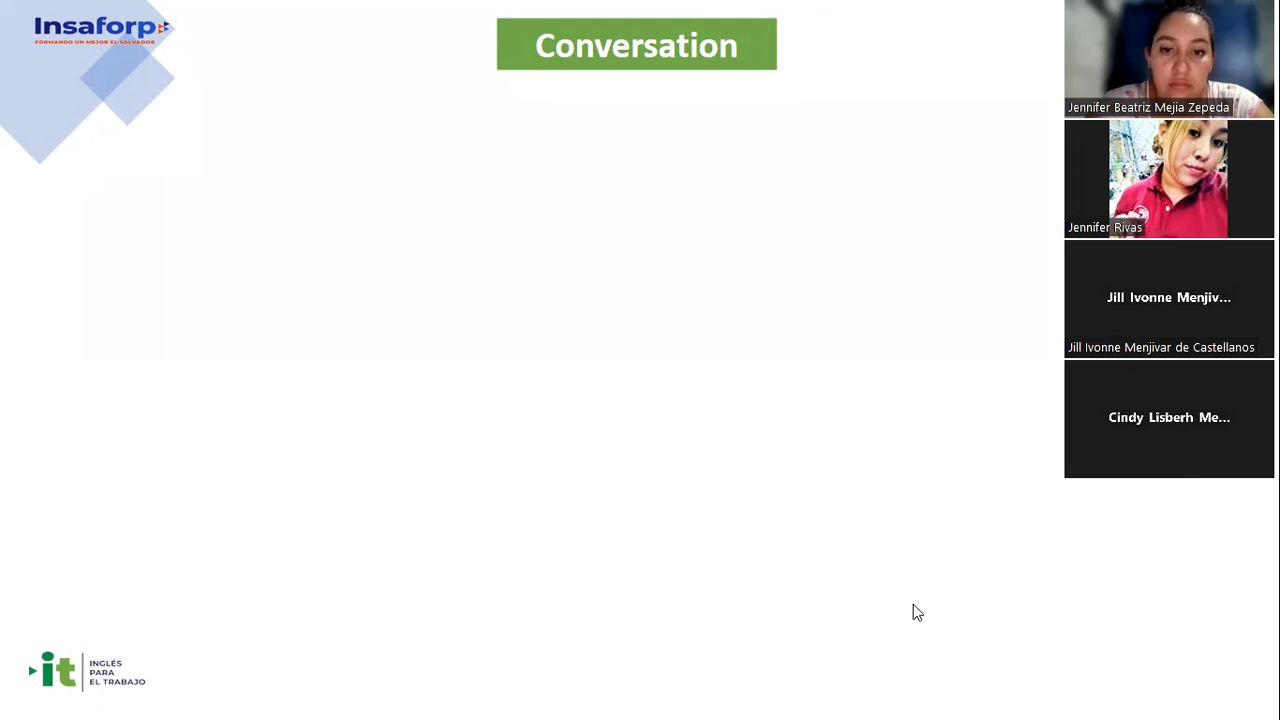 Insaforp
FORMANDO UN MEJOR EL SALVADOR
Conversation
Jennifer Beatriz Mejia Zepeda
Jennifer Rivas
Jill Ivonne Menjiv...
Jill Ivonne Menjivar de Castellanos
Cindy Lisberh Me...
it
INGLÉS
PARA
EL TRABAJO